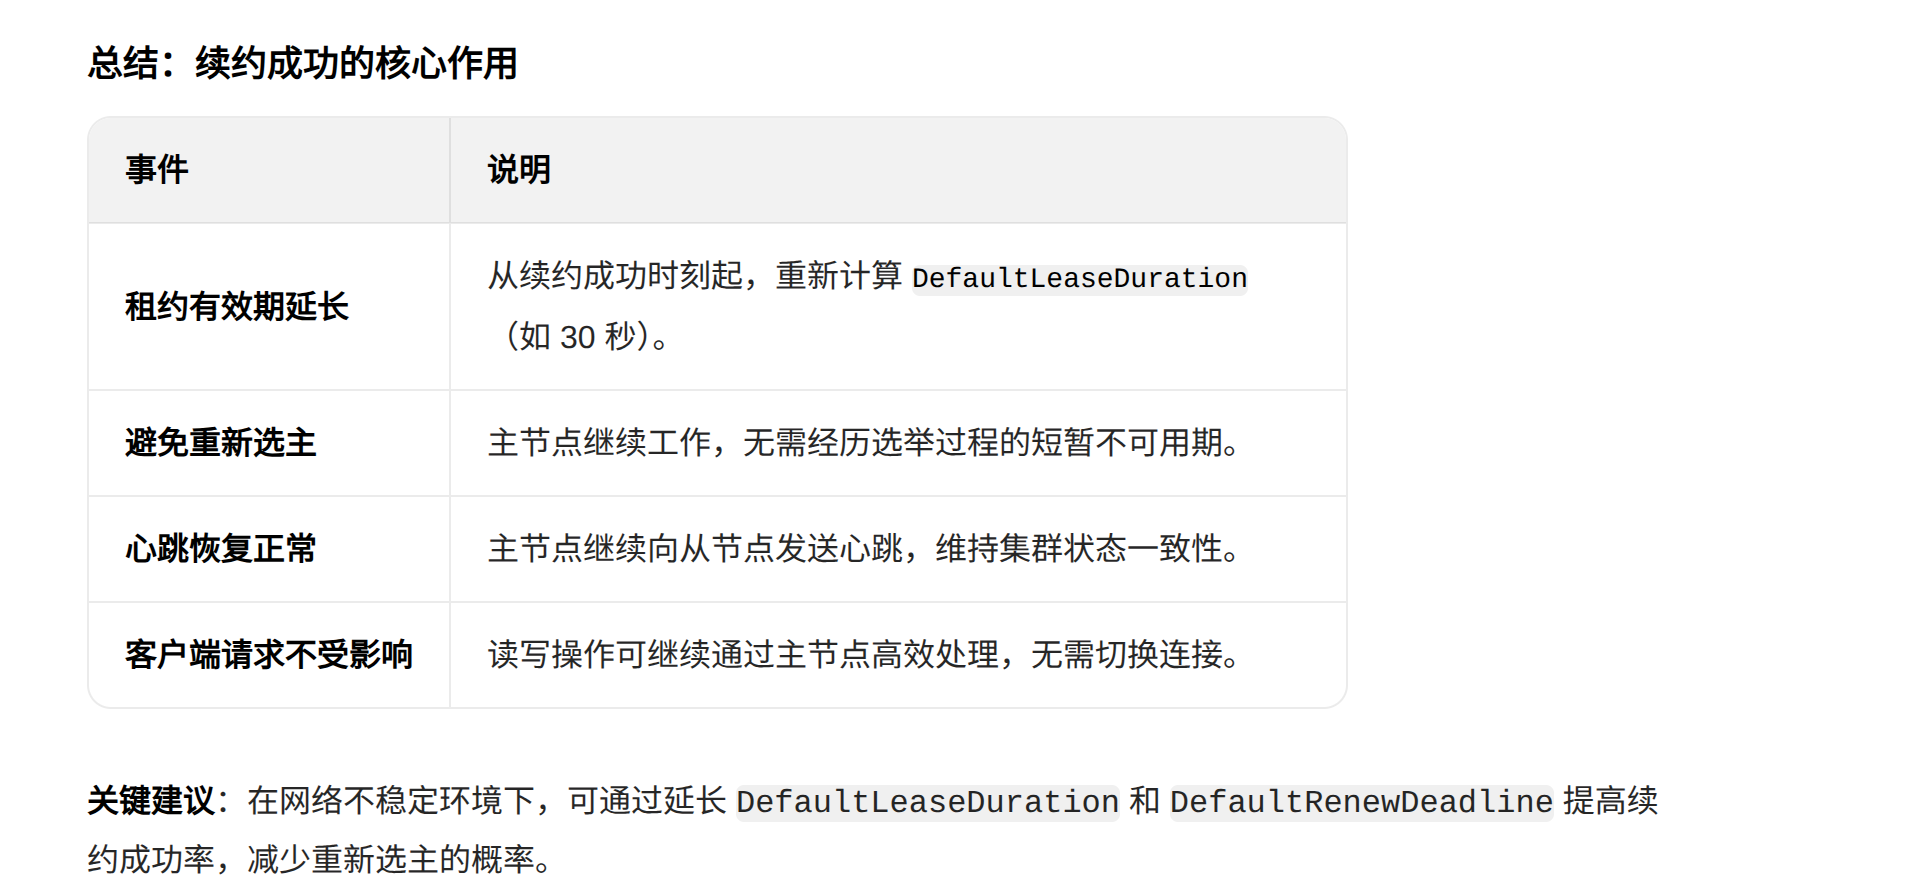 总结：续约成功的核心作用
事件
说明
租约有效期延长
从续约成功时刻起，重新计算 DefaultLeaseDuration
（如 30 秒）。
避免重新选主
主节点继续工作，无需经历选举过程的短暂不可用期。
心跳恢复正常
主节点继续向从节点发送心跳，维持集群状态一致性。
客户端请求不受影响
读写操作可继续通过主节点高效处理，无需切换连接。
关键建议：在网络不稳定环境下，可通过延长 DefaultLeaseDuration 和 DefaultRenewDeadline 提高续
约成功率，减少重新选主的概率。